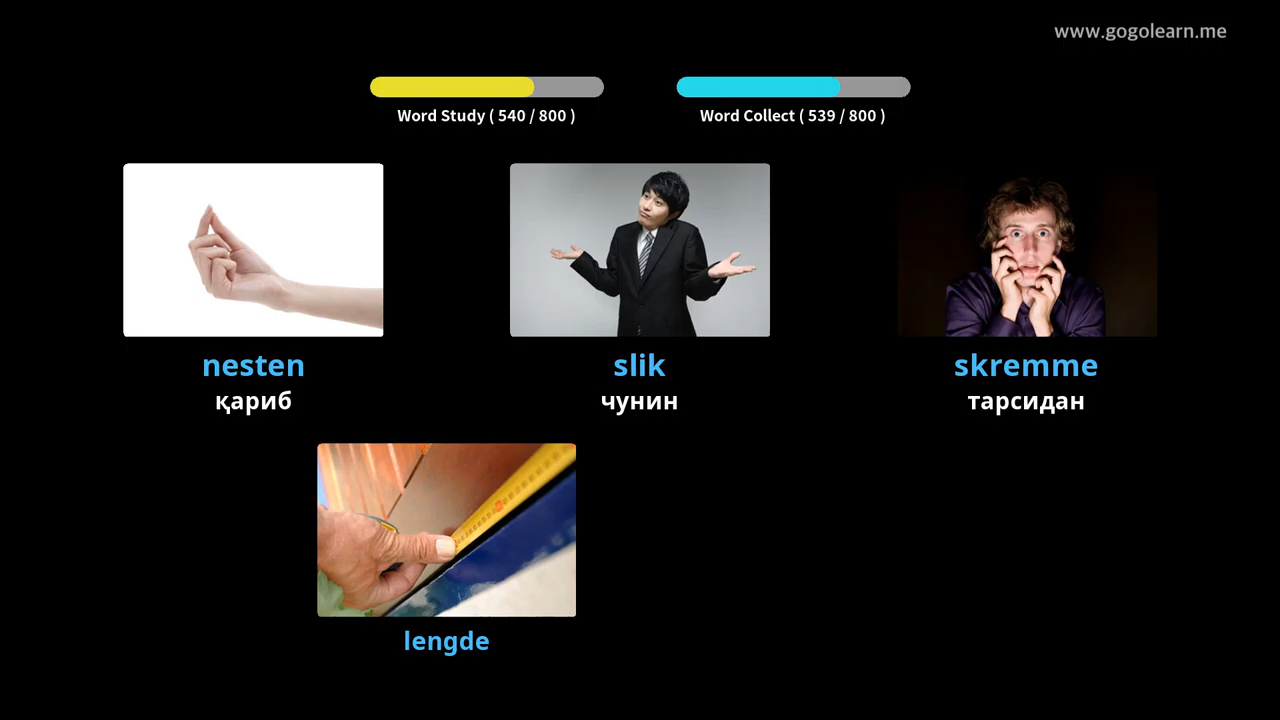 www.gogolearn.me
Word Study ( 540 / 800 )
Word Collect ( 539 / 800 )
nesten
қариб
slik
чунин
skremme
тарсидан
lengde